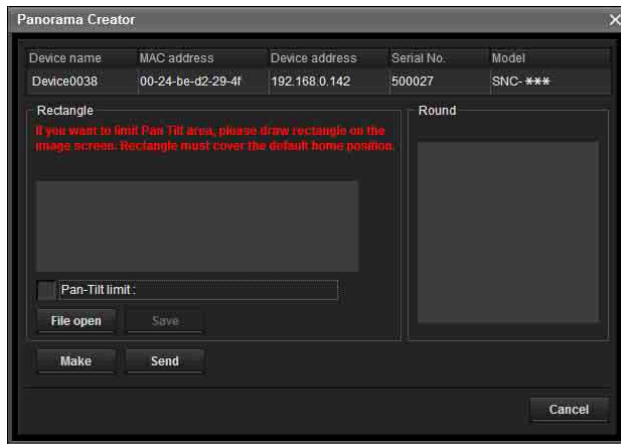 Panorama Creator
Device name MAC address Device address Serial No. Model
Device0038 00-24-be-d2-29-4f 192.168.0.142 500027 SNC-***
Rectangle
If you want to limit Pan Tilt area, please draw rectangle on the
image screen. Rectangle must cover the default home position.
Round
Pan-Tilt limit :
File open Save
Make Send
Cancel